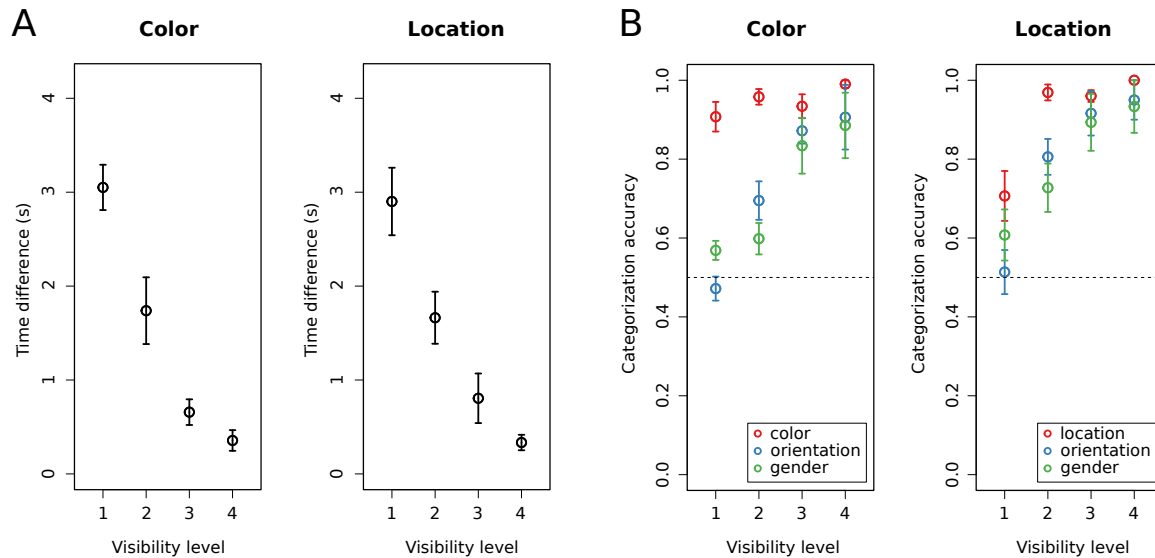 A
Color
Location
Time difference (s)
0 1 2 3 4
1 2 3 4
Visibility level
Time difference (s)
0 1 2 3 4
1 2 3 4
Visibility level
B
Color
Location
Categorization accuracy
0.0 0.2 0.4 0.6 0.8 1.0
color
orientation
gender
1 2 3 4
Visibility level
Categorization accuracy
0.0 0.2 0.4 0.6 0.8 1.0
location
orientation
gender
1 2 3 4
Visibility level